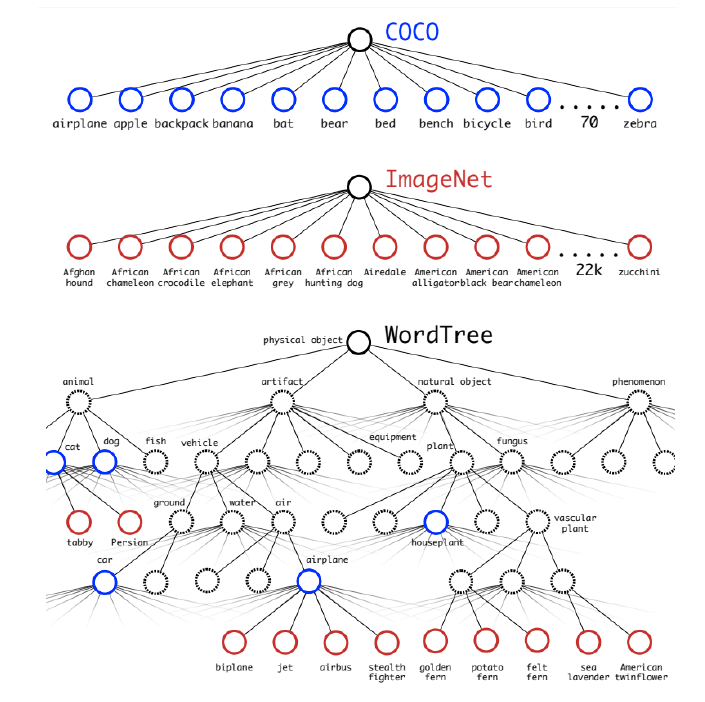 COCO
airplane apple backpack banana bat bear bed bench bicycle bird ..... 70 zebra
ImageNet
Afghan hound
African chameleon
African crocodile
African elephant
African grey
African hunting dog
Airedale
American alligator
American black bear
American chameleon
..... 22k
zucchini
WordTree
physical object
animal artifact natural object phenomenon
cat dog fish vehicle equipment plant fungus
tabby Persian ground water air houseplant vascular plant
car airplane
biplane jet airbus stealth fighter golden fern potato fern felt fern sea lavender American twinflower